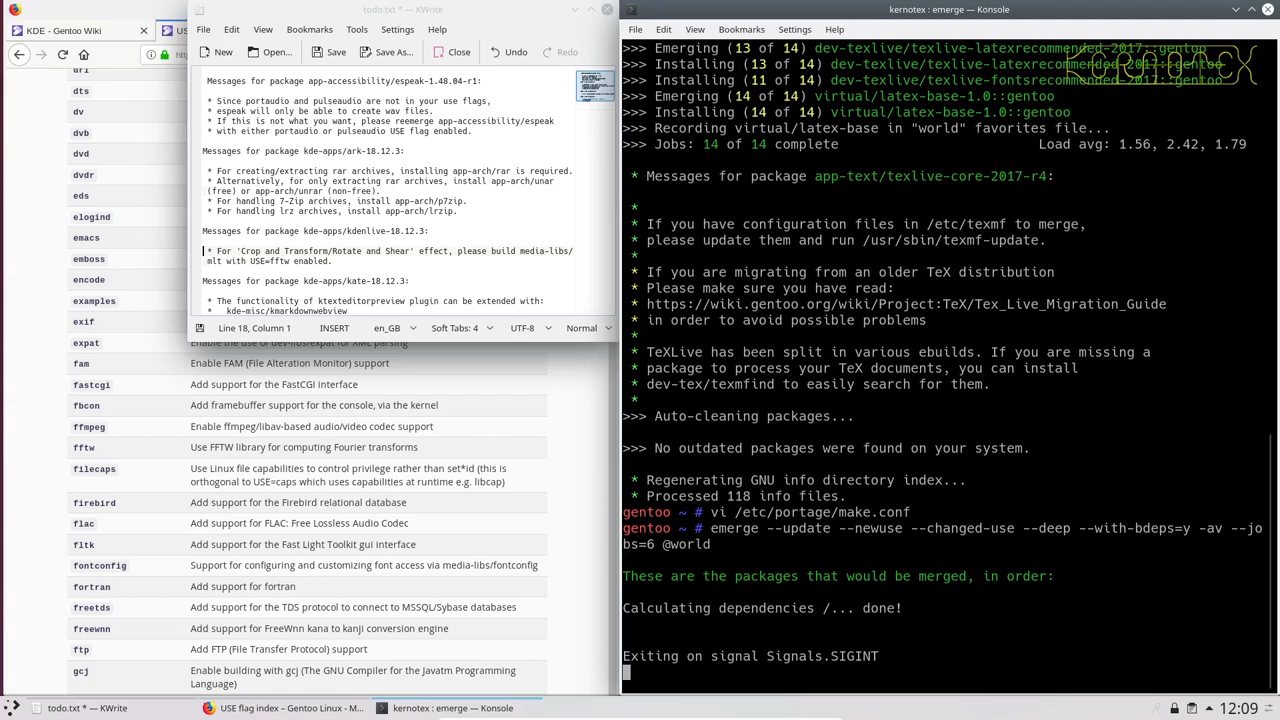 todo.txt * — KWrite
kernotex : emerge — Konsole
KDE - Gentoo Wiki
File Edit View Bookmarks Tools Settings Help
New Open... Save Save As... Close Undo Redo
Messages for package app-accessibility/espeak-1.48.04-r1:
* Since portaudio and pulseaudio are not in your use flags,
* espeak will only be able to create wav files.
* If this is not what you want, please reemerge app-accessibility/espeak
* with either portaudio or pulseaudio USE flag enabled.
Messages for package kde-apps/ark-18.12.3:
* For creating/extracting rar archives, installing app-arch/rar is required.
* Alternatively, for only extracting rar archives, install app-arch/unar
(free) or app-arch/unrar (non-free).
* For handling 7-Zip archives, install app-arch/p7zip.
* For handling lrz archives, install app-arch/lrzip.
Messages for package kde-apps/kdenlive-18.12.3:
* For 'Crop and Transform/Rotate and Shear' effect, please build media-libs/
mlt with USE=fftw enabled.
Messages for package kde-apps/kate-18.12.3:
* The functionality of ktexteditorpreview plugin can be extended with:
* kde-misc/kmarkdownwebview
Line 18, Column 1 INSERT en_GB Soft Tabs: 4 UTF-8 Normal
dri
dts
dv
dvb
dvd
dvdr
eds
elogind
emacs
emboss
encode
examples
exif
expat Enable the use of dev-libs/expat for XML parsing
fam Enable FAM (File Alteration Monitor) support
fastcgi Add support for the FastCGI interface
fbcon Add framebuffer support for the console, via the kernel
ffmpeg Enable ffmpeg/libav-based audio/video codec support
fftw Use FFTW library for computing Fourier transforms
filecaps Use Linux file capabilities to control privilege rather than set*id (this is
orthogonal to USE=caps which uses capabilities at runtime e.g. libcap)
firebird Add support for the Firebird relational database
flac Add support for FLAC: Free Lossless Audio Codec
fltk Add support for the Fast Light Toolkit gui interface
fontconfig Support for configuring and customizing font access via media-libs/fontconfig
fortran Add support for fortran
freetds Add support for the TDS protocol to connect to MSSQL/Sybase databases
freewnn Add support for FreeWnn kana to kanji conversion engine
ftp Add FTP (File Transfer Protocol) support
gcj Enable building with gcj (The GNU Compiler for the Javatm Programming
Language)
File Edit View Bookmarks Settings Help
>>> Emerging (13 of 14) dev-texlive/texlive-latexrecommended-2017::gentoo
>>> Installing (13 of 14) dev-texlive/texlive-latexrecommended-2017::gentoo
>>> Installing (11 of 14) dev-texlive/texlive-fontsrecommended-2017::gentoo
>>> Emerging (14 of 14) virtual/latex-base-1.0::gentoo
>>> Installing (14 of 14) virtual/latex-base-1.0::gentoo
>>> Recording virtual/latex-base in "world" favorites file...
>>> Jobs: 14 of 14 complete Load avg: 1.56, 2.42, 1.79
* Messages for package app-text/texlive-core-2017-r4:
*
* If you have configuration files in /etc/texmf to merge,
* please update them and run /usr/sbin/texmf-update.
*
* If you are migrating from an older TeX distribution
* Please make sure you have read:
* https://wiki.gentoo.org/wiki/Project:TeX/Tex_Live_Migration_Guide
* in order to avoid possible problems
*
* TeXLive has been split in various ebuilds. If you are missing a
* package to process your TeX documents, you can install
* dev-tex/texmfind to easily search for them.
*
>>> Auto-cleaning packages...
>>> No outdated packages were found on your system.
* Regenerating GNU info directory index...
* Processed 118 info files.
gentoo ~ # vi /etc/portage/make.conf
gentoo ~ # emerge --update --newuse --changed-use --deep --with-bdeps=y -av --jo
bs=6 @world
These are the packages that would be merged, in order:
Calculating dependencies /... done!
Exiting on signal Signals.SIGINT
todo.txt * — KWrite USE flag index – Gentoo Linux - M... kernotex : emerge — Konsole 12:09